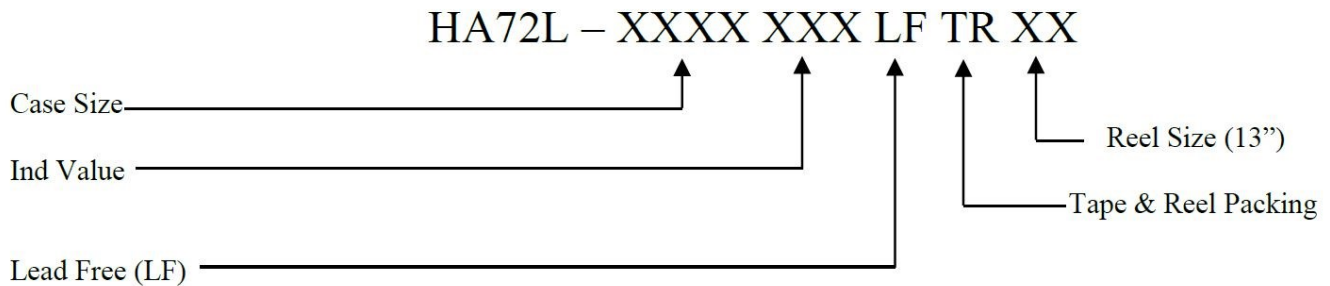 HA72L – XXXX XXX LF TR XX
Case Size
Reel Size (13”)
Ind Value
Tape & Reel Packing
Lead Free (LF)